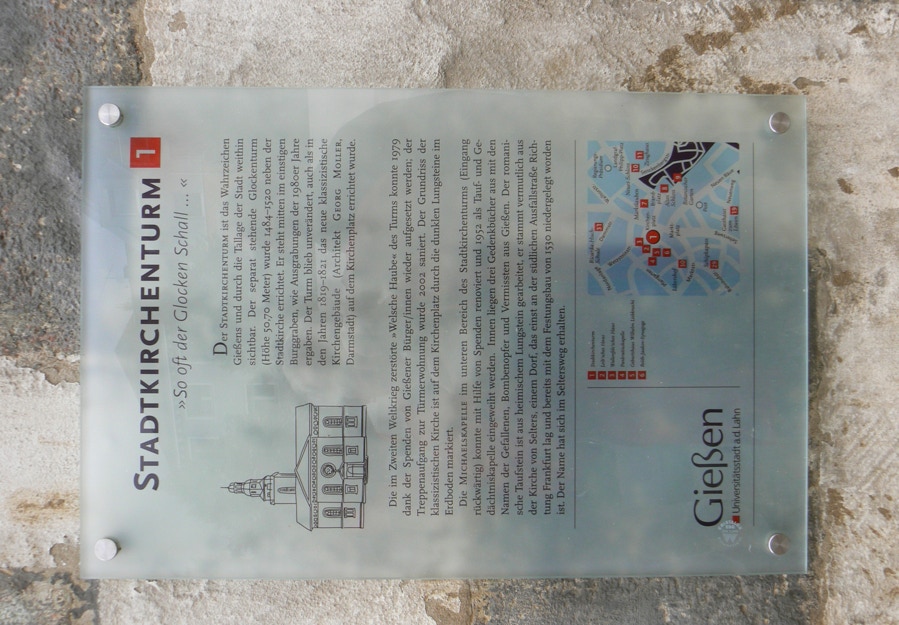 STADTKIRCHENTURM 1
»So oft der Glocken Schall ... «
DER STADTKIRCHENTURM ist das Wahrzeichen
Gießens und durch die Tallage der Stadt weithin
sichtbar. Der separat stehende Glockenturm
(Höhe 50,70 Meter) wurde 1484–1520 neben der
Stadtkirche errichtet. Er steht mitten im einstigen
Burggraben, wie Ausgrabungen der 1980er Jahre
ergaben. Der Turm blieb unverändert, auch als in
den Jahren 1819–1821 das neue klassizistische
Kirchengebäude (Architekt GEORG MOLLER,
Darmstadt) auf dem Kirchenplatz errichtet wurde.
Die im Zweiten Weltkrieg zerstörte »Welsche Haube« des Turms konnte 1979
dank der Spenden von Gießener Bürger/innen wieder aufgesetzt werden; der
Treppenaufgang zur Türmerwohnung wurde 2002 saniert. Der Grundriss der
klassizistischen Kirche ist auf dem Kirchenplatz durch die dunklen Lungsteine im
Erdboden markiert.
Die MICHAELSKAPELLE im unteren Bereich des Stadtkirchenturms (Eingang
rückwärtig) konnte mit Hilfe von Spenden renoviert und 1952 als Tauf- und Ge-
dächtniskapelle eingeweiht werden. Innen liegen drei Gedenkbücher aus mit den
Namen der Gefallenen, Bombenopfer und Vermissten aus Gießen. Der romani-
sche Taufstein ist aus heimischem Lungstein gearbeitet, er stammt vermutlich aus
der Kirche von Selters, einem Dorf, das einst an der südlichen Ausfallstraße Rich-
tung Frankfurt lag und bereits mit dem Festungsbau von 1530 niedergelegt worden
ist. Der Name hat sich im Seltersweg erhalten.
Gießen
Universitätsstadt a.d. Lahn